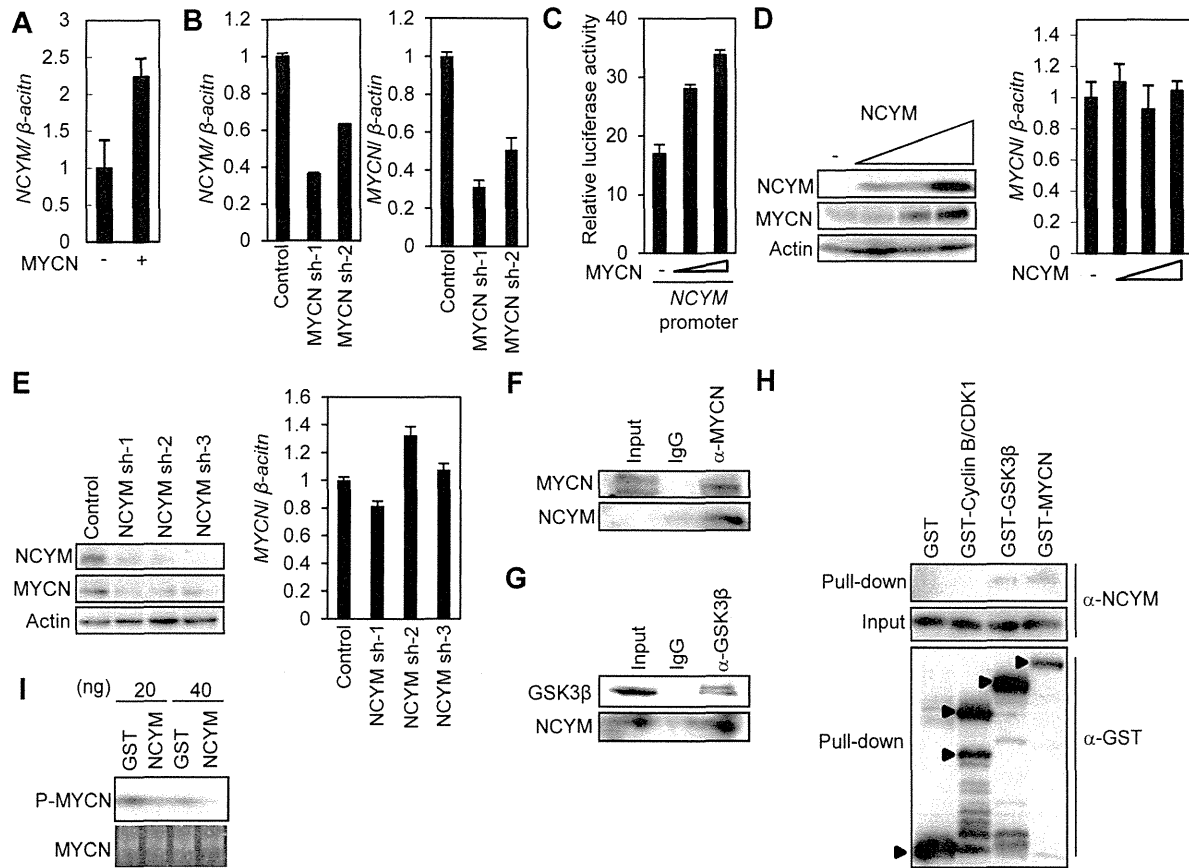 A
NCYM/ β-acitn
3
2.5
2
1.5
1
0.5
0
MYCN - +
B
NCYM/ β-acitn
1.2
1
0.8
0.6
0.4
0.2
0
Control
MYCN sh-1
MYCN sh-2
MYCN/ β-acitn
1.2
1
0.8
0.6
0.4
0.2
0
Control
MYCN sh-1
MYCN sh-2
C
Relative luciferase activity
40
30
20
10
0
MYCN -
NCYM
promoter
D
NCYM
-
NCYM
MYCN
Actin
MYCN/ β-acitn
1.4
1.2
1
0.8
0.6
0.4
0.2
0
NCYM -
E
Control
NCYM sh-1
NCYM sh-2
NCYM sh-3
NCYM
MYCN
Actin
MYCN/ β-acitn
1.6
1.4
1.2
1
0.8
0.6
0.4
0.2
0
Control
NCYM sh-1
NCYM sh-2
NCYM sh-3
F
Input
IgG
α-MYCN
MYCN
NCYM
G
Input
IgG
α-GSK3β
GSK3β
NCYM
H
GST
GST-Cyclin B/CDK1
GST-GSK3β
GST-MYCN
Pull-down
Input
α-NCYM
Pull-down
α-GST
I
(ng) 20 40
GST
NCYM
GST
NCYM
P-MYCN
MYCN